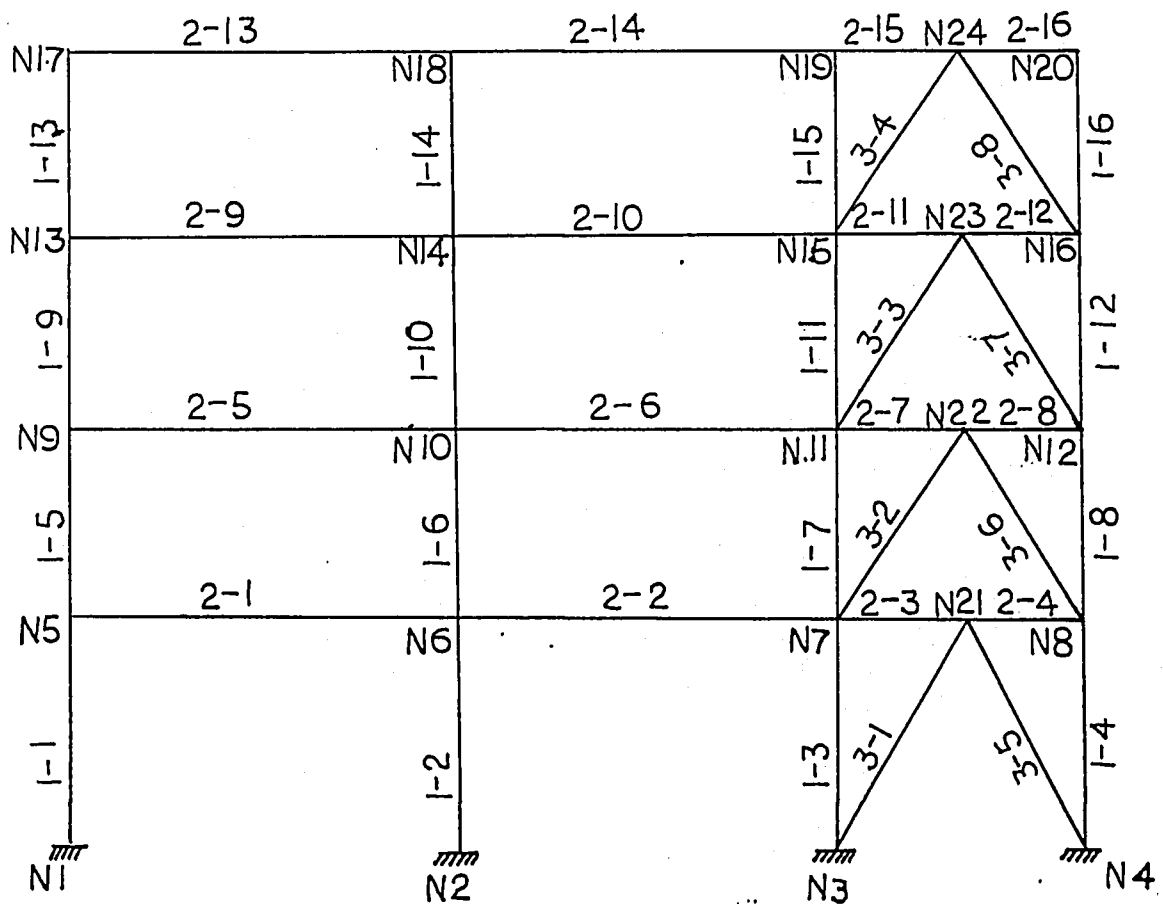 2-13 2-14 2-15 N24 2-16
N17 N18 N19 N20
1-13 1-14 1-15 3-4 3-8 1-16
2-9 2-10 2-11 N23 2-12
N13 N14 N15 N16
1-9 1-10 1-11 3-3 3-7 1-12
2-5 2-6 2-7 N22 2-8
N9 N10 N11 N12
1-5 1-6 1-7 3-2 3-6 1-8
2-1 2-2 2-3 N21 2-4
N5 N6 N7 N8
1-1 1-2 1-3 3-1 3-5 1-4
N1 N2 N3 N4